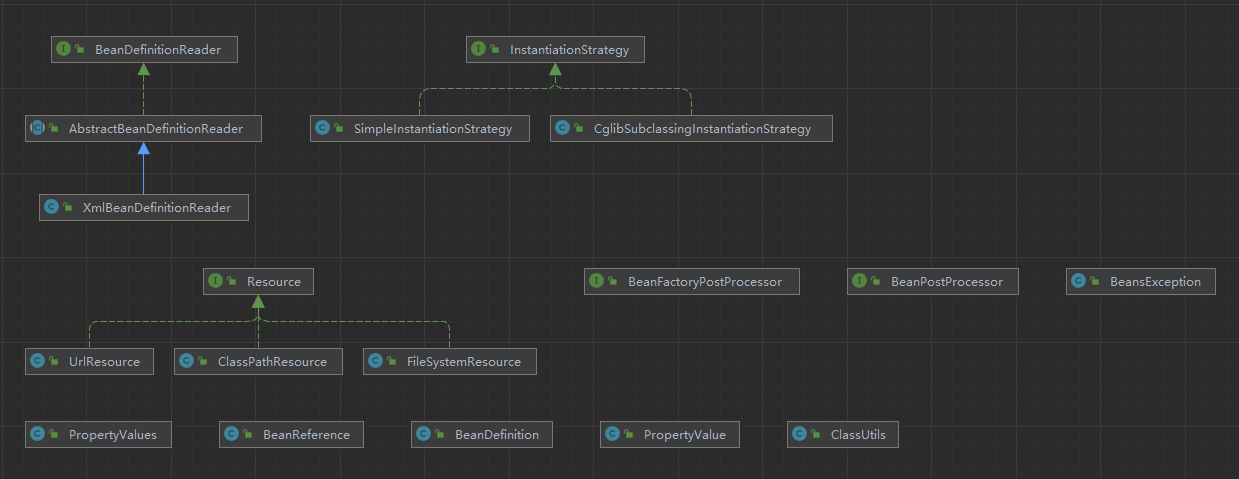 BeanDefinitionReader
InstantiationStrategy
AbstractBeanDefinitionReader
SimpleInstantiationStrategy
CglibSubclassingInstantiationStrategy
XmlBeanDefinitionReader
Resource
BeanFactoryPostProcessor
BeanPostProcessor
BeansException
UrlResource
ClassPathResource
FileSystemResource
PropertyValues
BeanReference
BeanDefinition
PropertyValue
ClassUtils